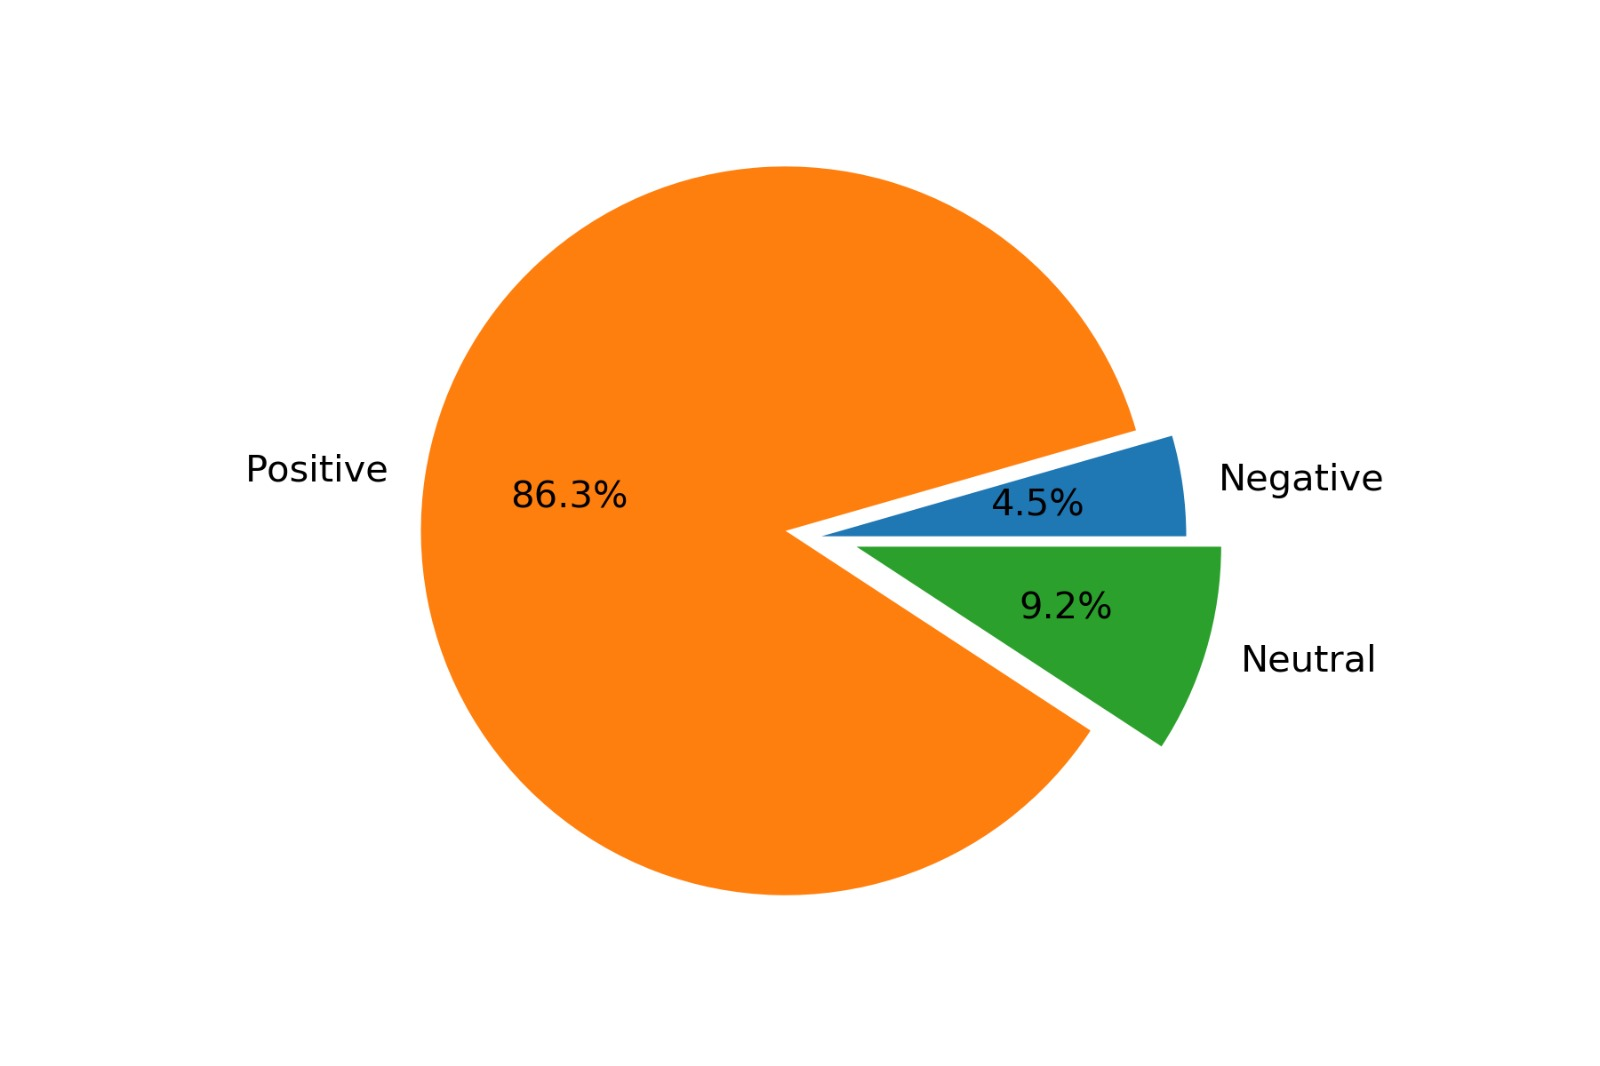 Positive
86.3%
Negative
4.5%
9.2%
Neutral